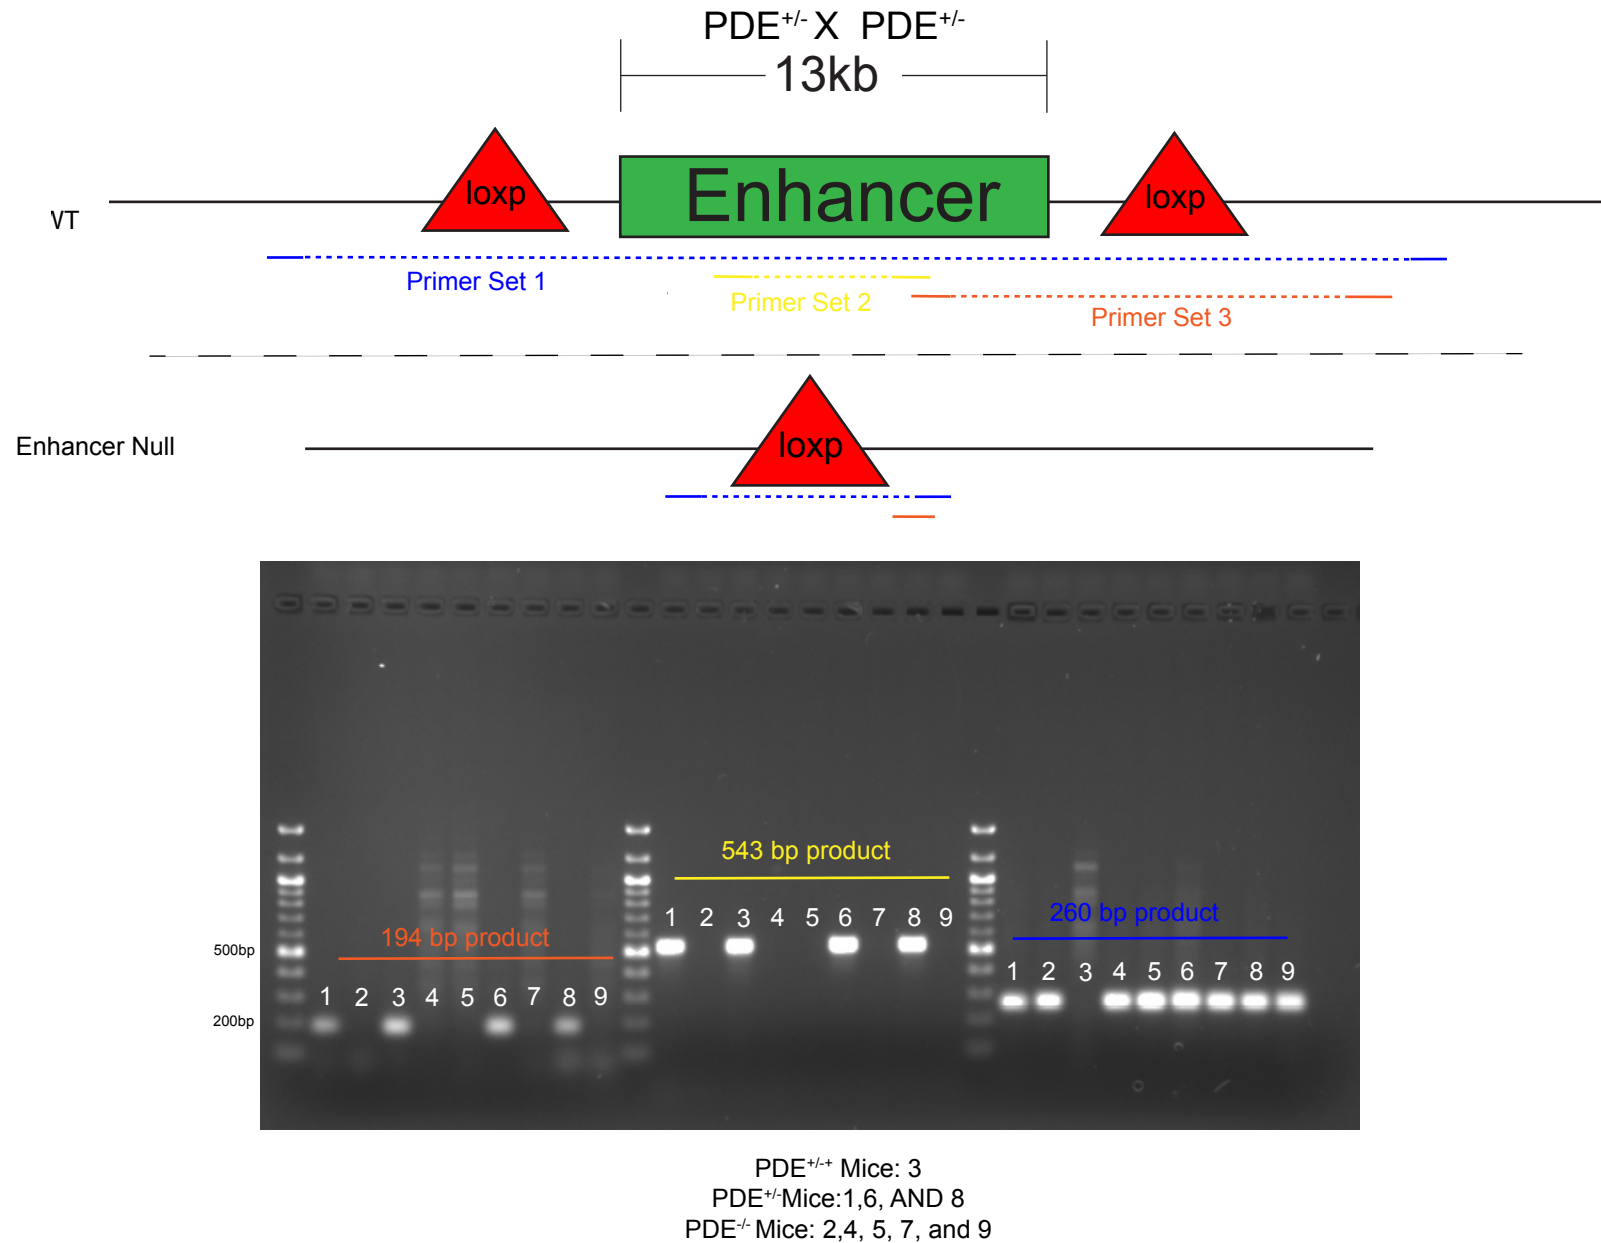 PDE+/- X PDE+/-
13kb
loxp
Enhancer
loxp
VT
Primer Set 1
Primer Set 2
Primer Set 3
loxp
Enhancer Null
543 bp product
1 2 3 4 5 6 7 8 9
260 bp product
194 bp product
500bp
1 2 3 4 5 6 7 8 9
1 2 3 4 5 6 7 8 9
200bp
PDE+/-+ Mice: 3
PDE+/-Mice:1,6, AND 8
PDE-/- Mice: 2,4, 5, 7, and 9